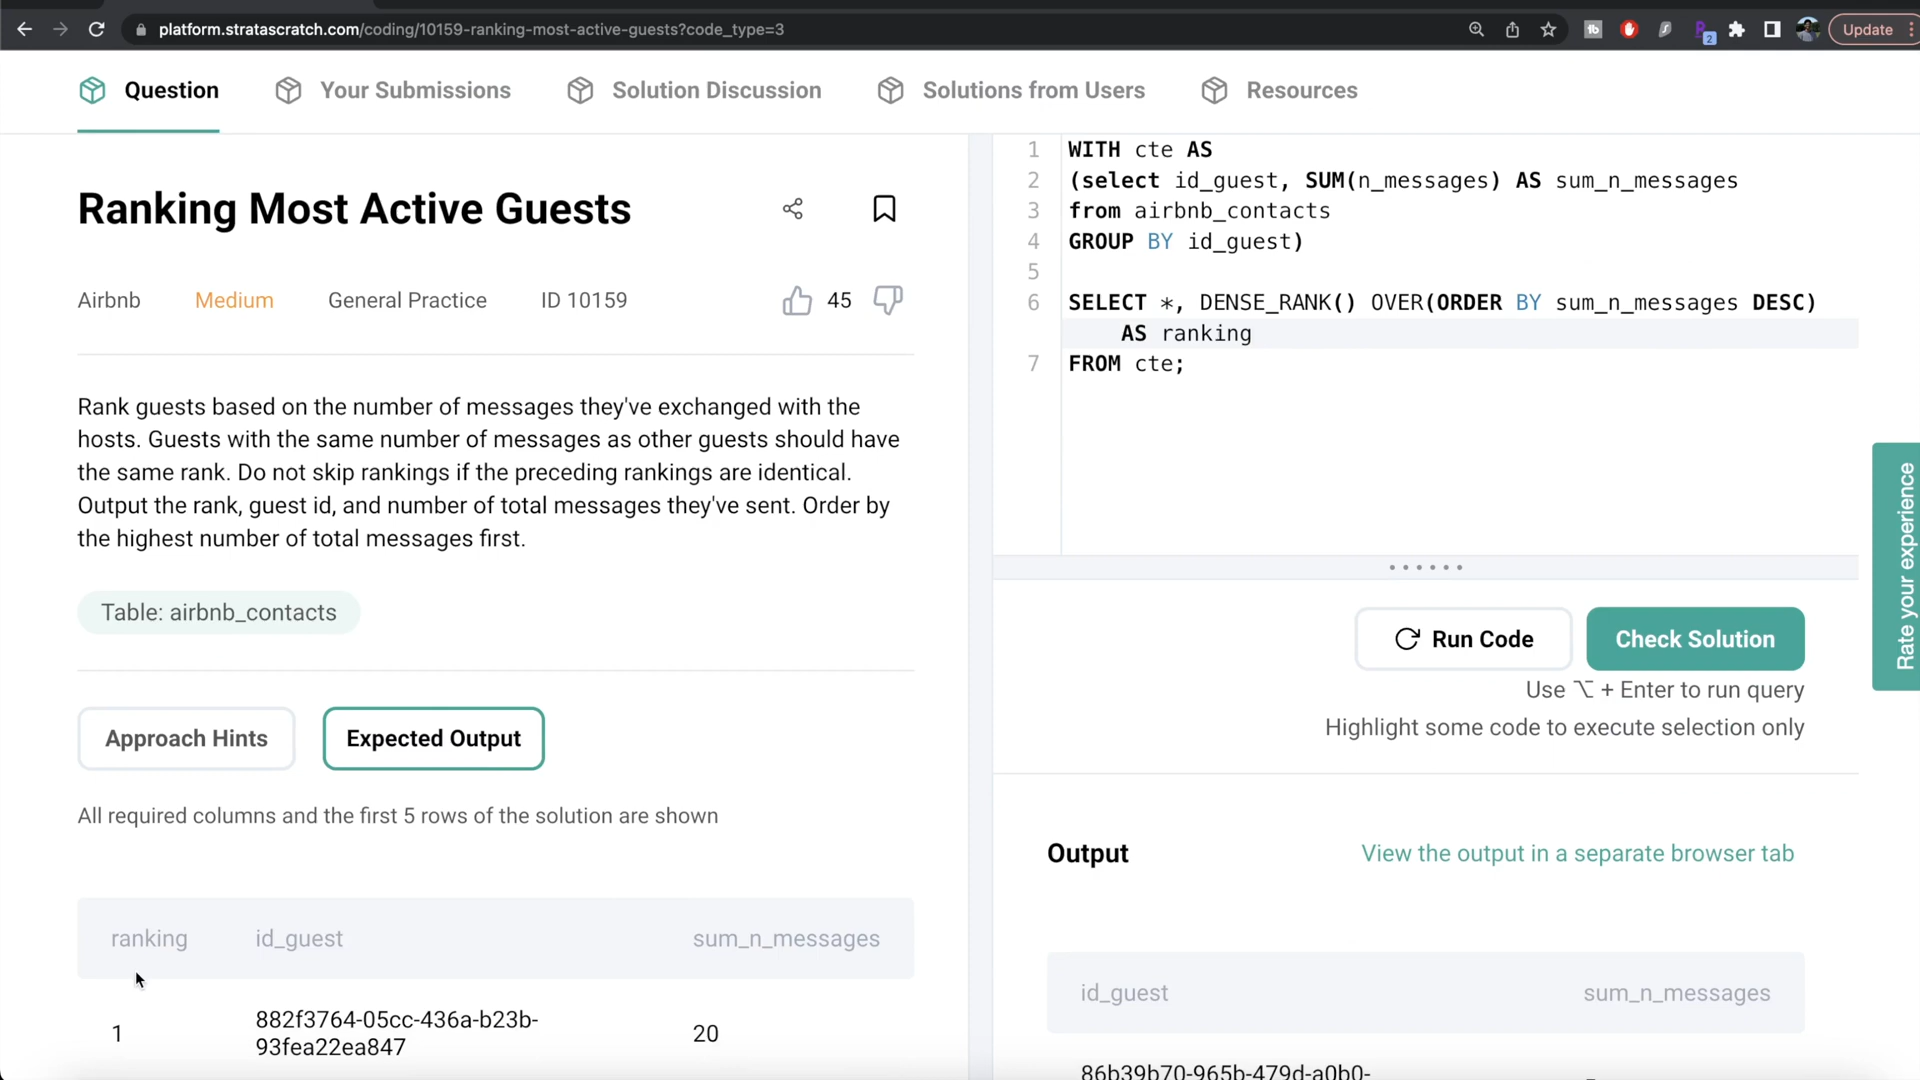 platform.stratascratch.com/coding/10159-ranking-most-active-guests?code_type=3
2
Update
Question
Your Submissions
Solution Discussion
Solutions from Users
Resources
Ranking Most Active Guests
Airbnb
Medium
General Practice
ID 10159
45
Rank guests based on the number of messages they've exchanged with the
hosts. Guests with the same number of messages as other guests should have
the same rank. Do not skip rankings if the preceding rankings are identical.
Output the rank, guest id, and number of total messages they've sent. Order by
the highest number of total messages first.
Table: airbnb_contacts
Approach Hints
Expected Output
All required columns and the first 5 rows of the solution are shown
ranking id_guest sum_n_messages
1 882f3764-05cc-436a-b23b- 20
93fea22ea847
1 WITH cte AS
2 (select id_guest, SUM(n_messages) AS sum_n_messages
3 from airbnb_contacts
4 GROUP BY id_guest)
5
6 SELECT *, DENSE_RANK() OVER(ORDER BY sum_n_messages DESC)
AS ranking
7 FROM cte;
Run Code
Check Solution
Use ⌥ + Enter to run query
Highlight some code to execute selection only
Output
View the output in a separate browser tab
id_guest sum_n_messages
86b39b70-965b-479d-a0b0-
Rate your experience